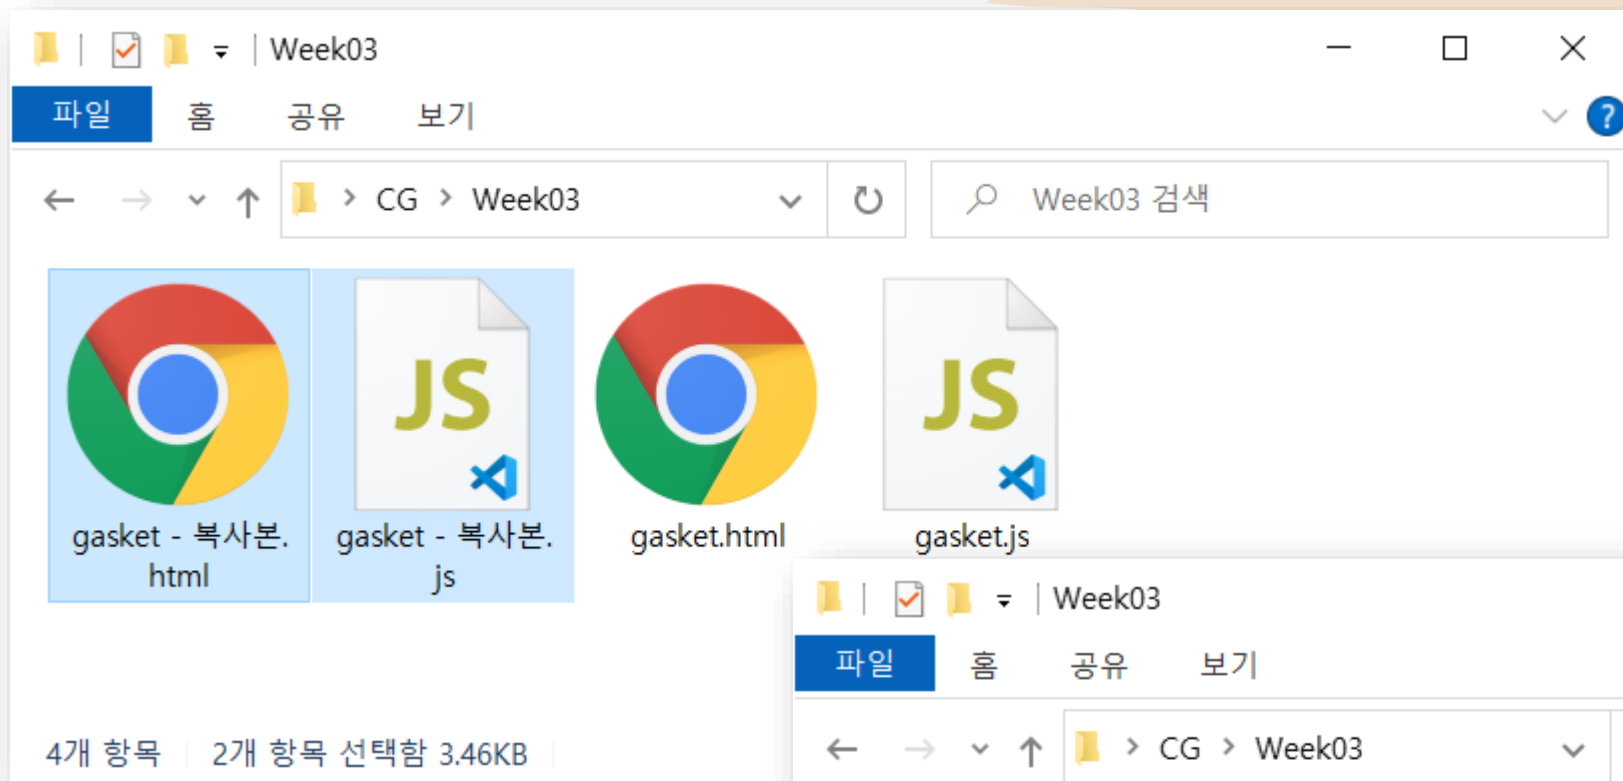 Week03
파일 홈 공유 보기
?
CG > Week03
Week03 검색
JS
JS
gasket - 복사본.
html
gasket - 복사본.
js
gasket.html
gasket.js
4개 항목 2개 항목 선택함 3.46KB
Week03
파일 홈 공유 보기
CG > Week03